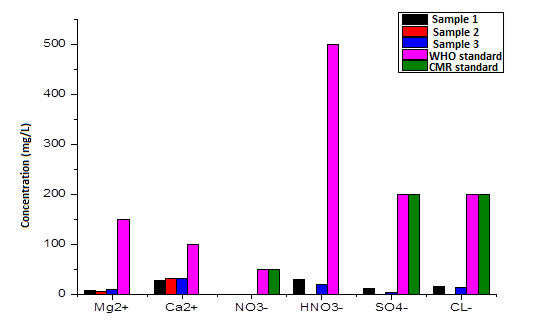 Sample 1
Sample 2
Sample 3
WHO standard
CMR standard
Concentration (mg/L)
500
400
300
200
100
0
Mg2+ Ca2+ NO3- HNO3- SO4- CL-